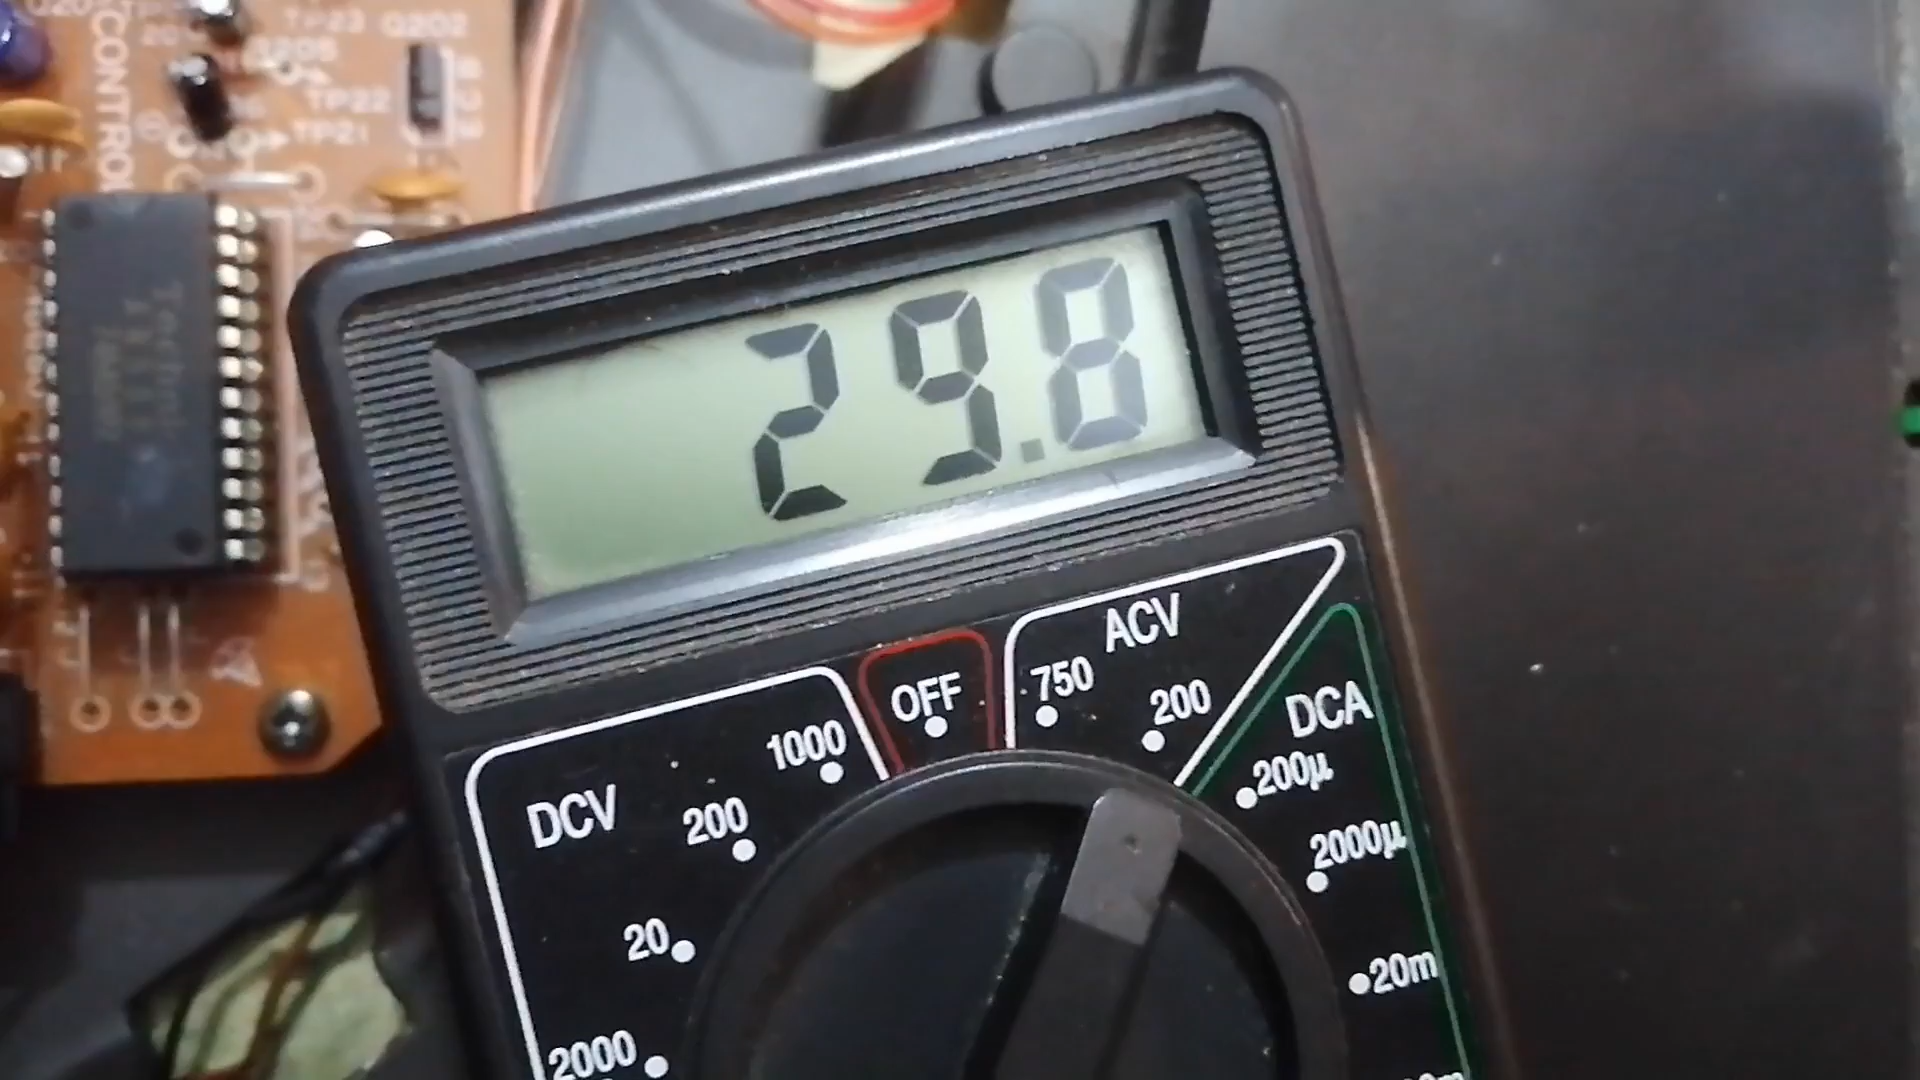 Q202
TP23
CONTROL
TP22
TP21
29.8
ACV
OFF
750
200
DCA
1000
200µ
DCV
200
2000µ
20
20m
2000